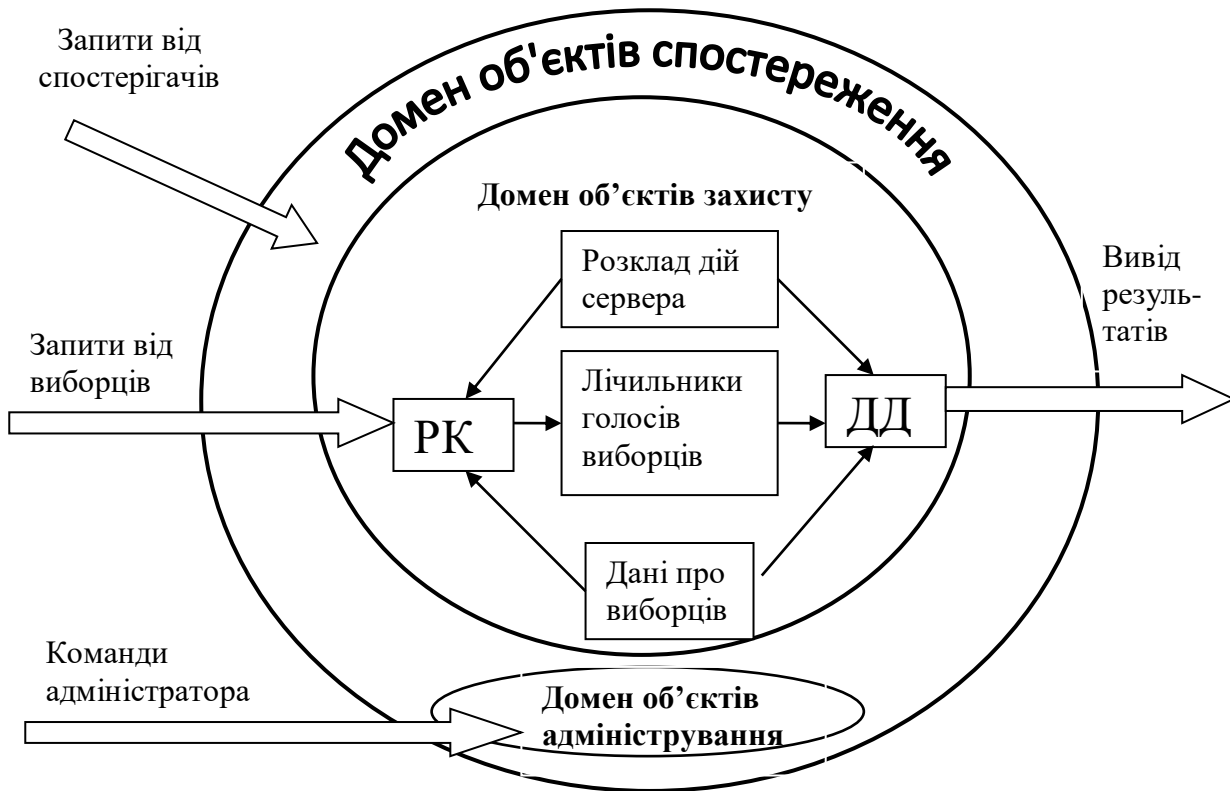 Запити від
спостерігачів
Домен об'єктів спостереження
Домен об’єктів захисту
Розклад дій
сервера
Вивід
резуль-
татів
Запити від
виборців
Лічильники
голосів
виборців
РК
ДД
Дані про
виборців
Команди
адміністратора
Домен об’єктів
адміністрування